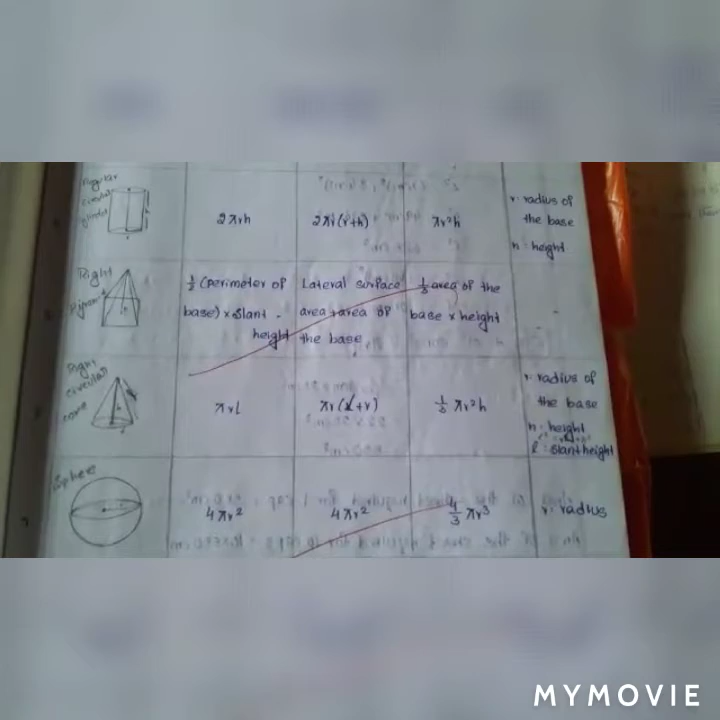 Regular
circular
cylinder
2πrh
2πr(r+h)
πr²h
r: radius of
the base
h: height
Right
Pyramid
½ (perimeter of
base) x slant -
height
Lateral surface
area + area of
the base
⅓ area of the
base x height
Right
circular
cone
πrl
πr(l+r)
⅓ πr²h
r: radius of
the base
h: height
l: slant height
Sphere
4πr²
4πr²
4/3 πr³
r: radius
MYMOVIE